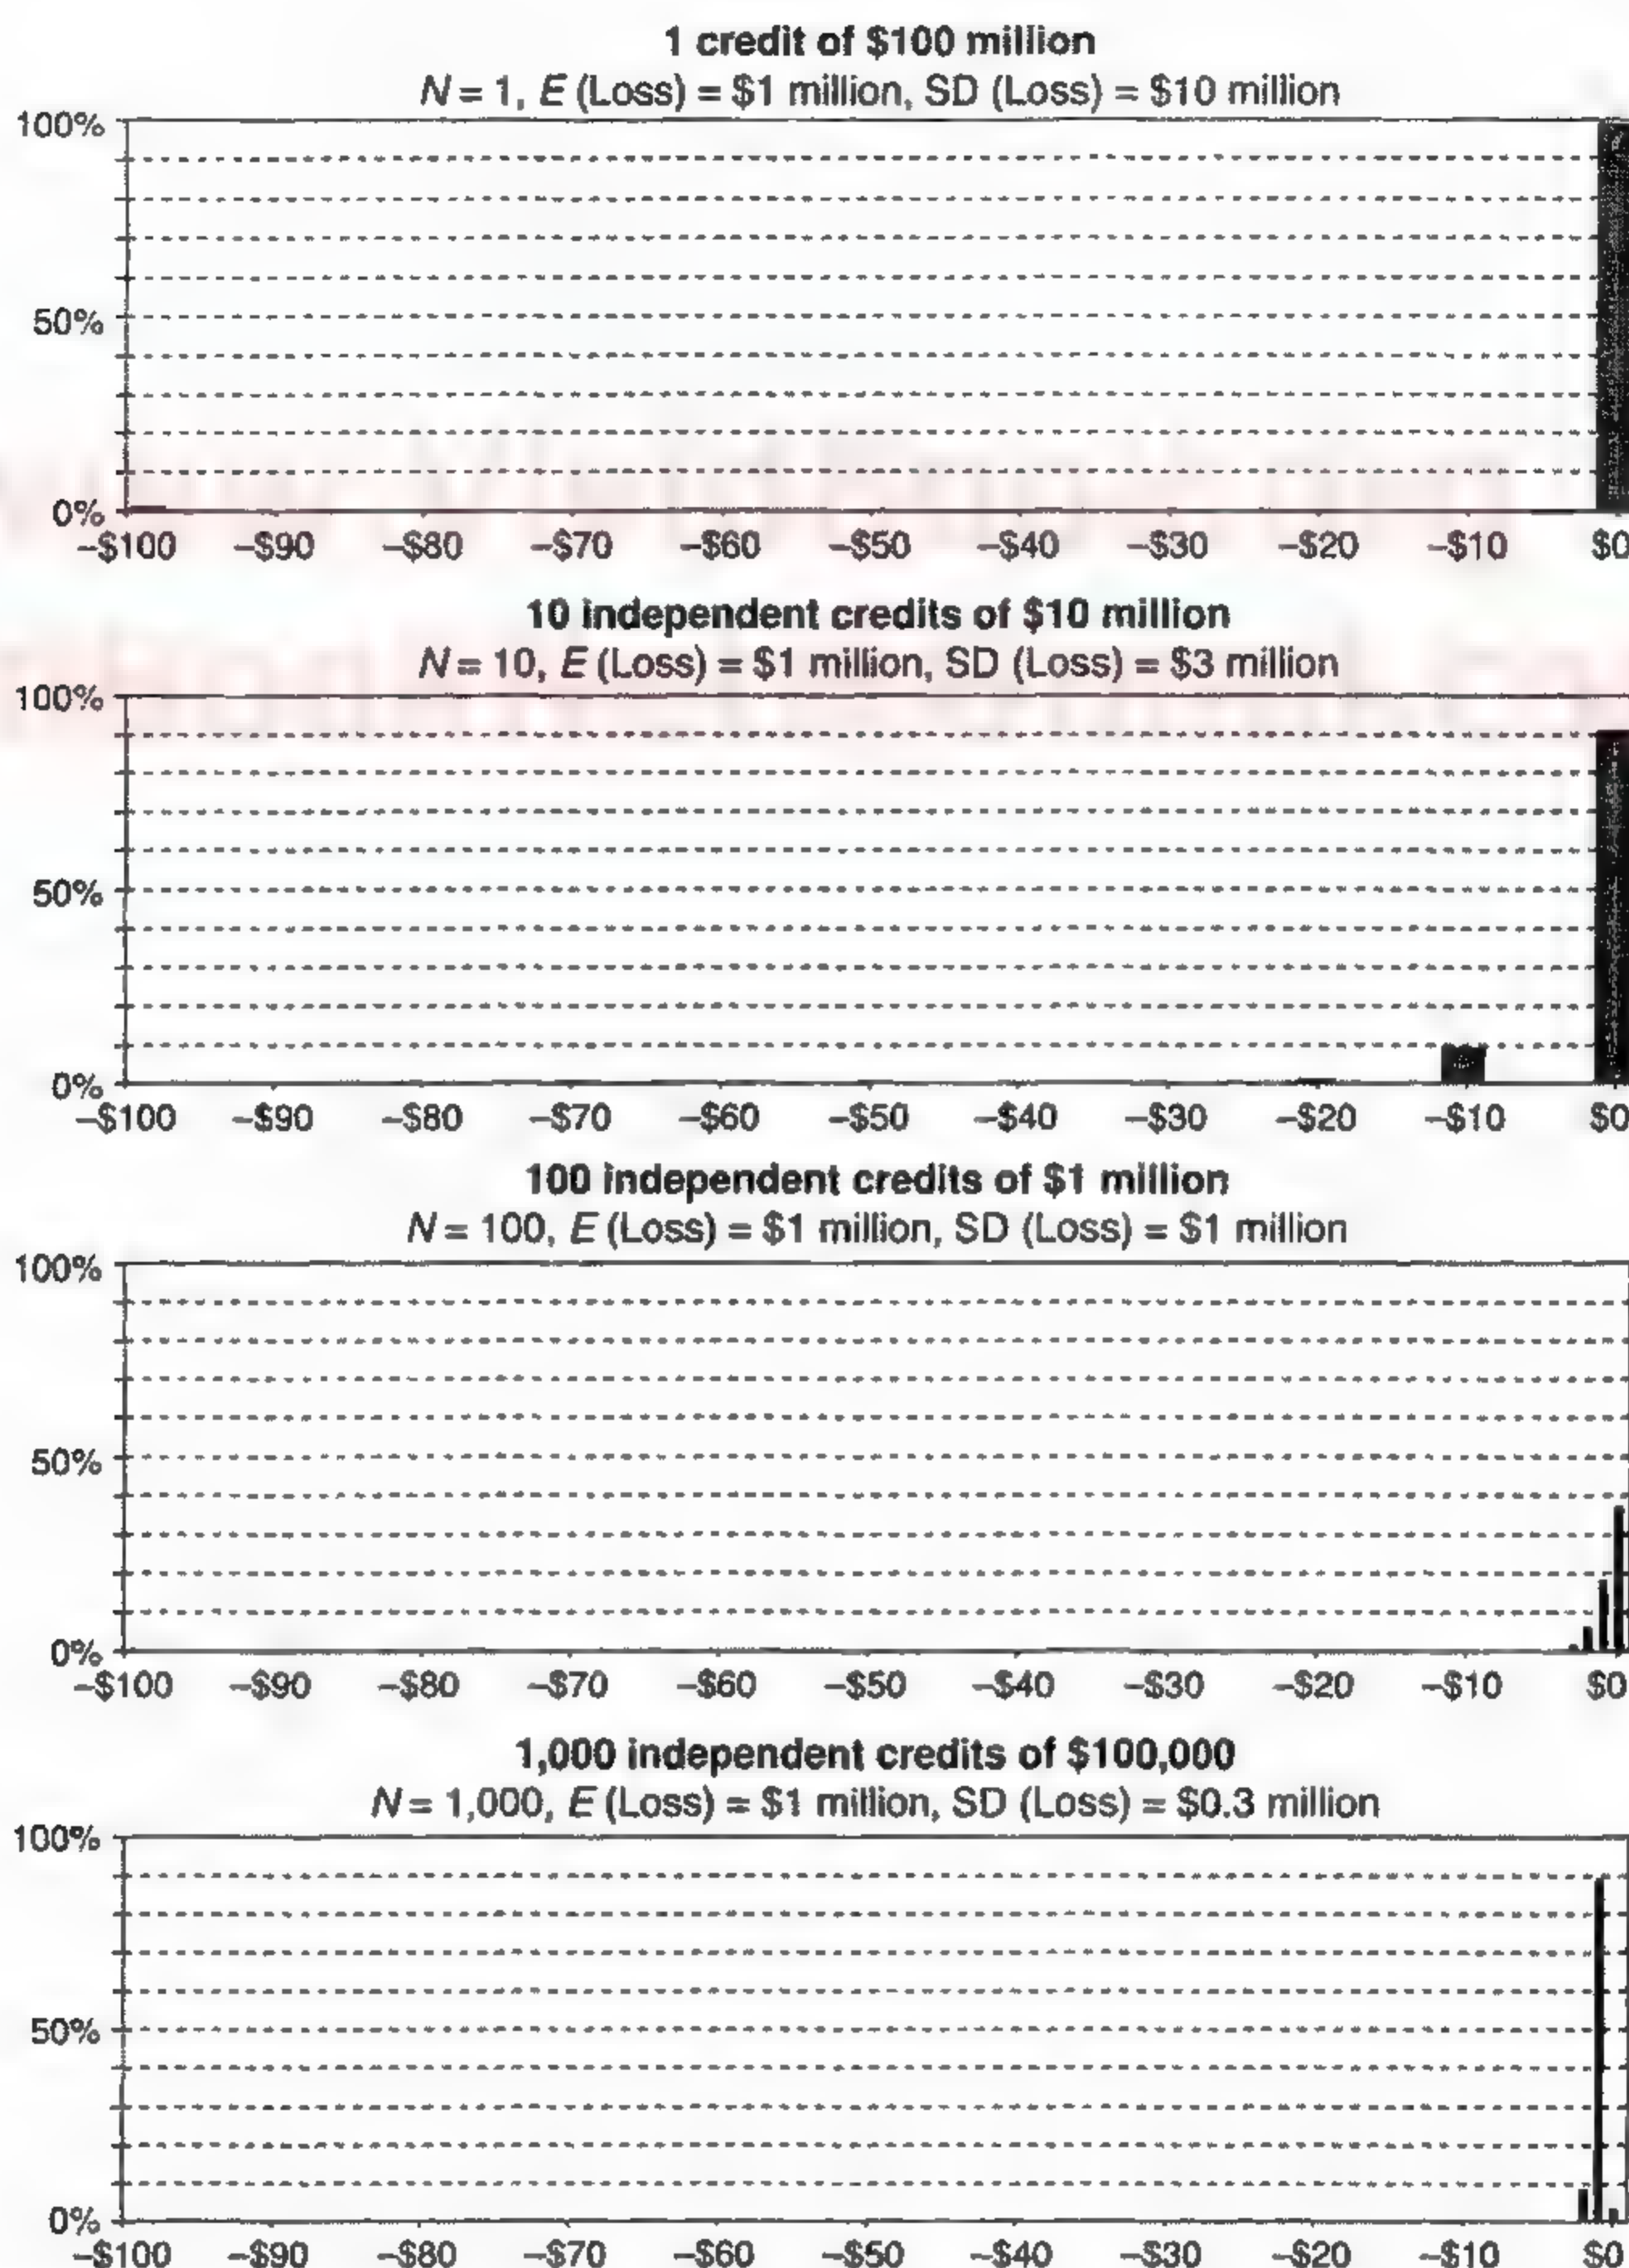 1 credit of $100 million
N = 1, E (Loss) = $1 million, SD (Loss) = $10 million
100%
50%
0%
–$100 –$90 –$80 –$70 –$60 –$50 –$40 –$30 –$20 –$10 $0
10 independent credits of $10 million
N = 10, E (Loss) = $1 million, SD (Loss) = $3 million
100%
50%
0%
–$100 –$90 –$80 –$70 –$60 –$50 –$40 –$30 –$20 –$10 $0
100 independent credits of $1 million
N = 100, E (Loss) = $1 million, SD (Loss) = $1 million
100%
50%
0%
–$100 –$90 –$80 –$70 –$60 –$50 –$40 –$30 –$20 –$10 $0
1,000 independent credits of $100,000
N = 1,000, E (Loss) = $1 million, SD (Loss) = $0.3 million
100%
50%
0%
–$100 –$90 –$80 –$70 –$60 –$50 –$40 –$30 –$20 –$10 $0